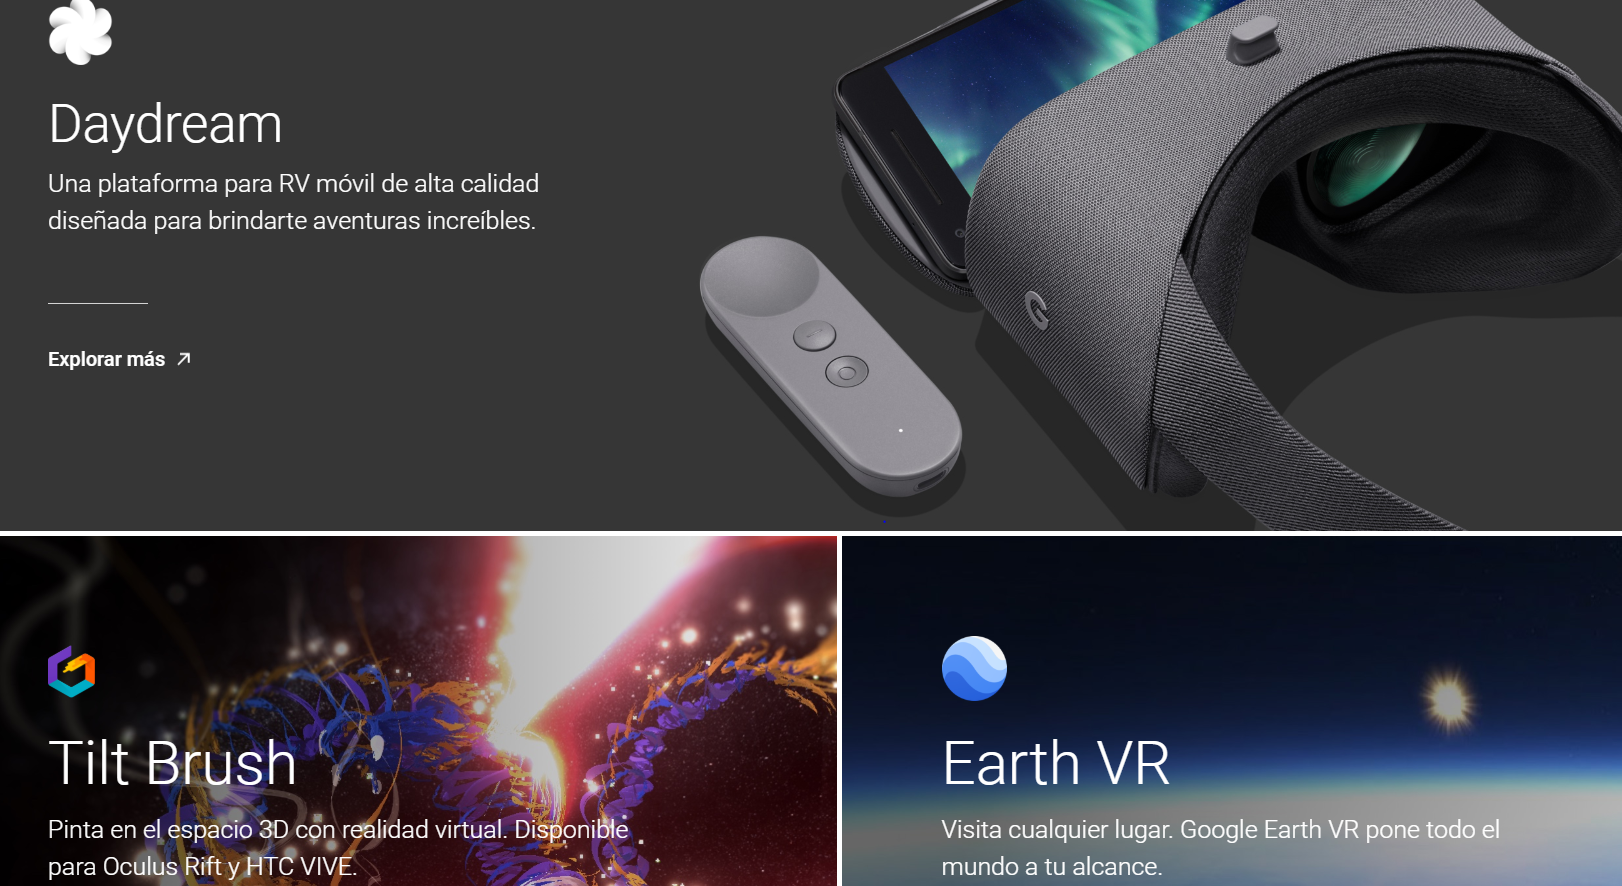 Daydream
Una plataforma para RV móvil de alta calidad
diseñada para brindarte aventuras increíbles.
Explorar más
Tilt Brush
Pinta en el espacio 3D con realidad virtual. Disponible
para Oculus Rift y HTC VIVE.
Earth VR
Visita cualquier lugar. Google Earth VR pone todo el
mundo a tu alcance.